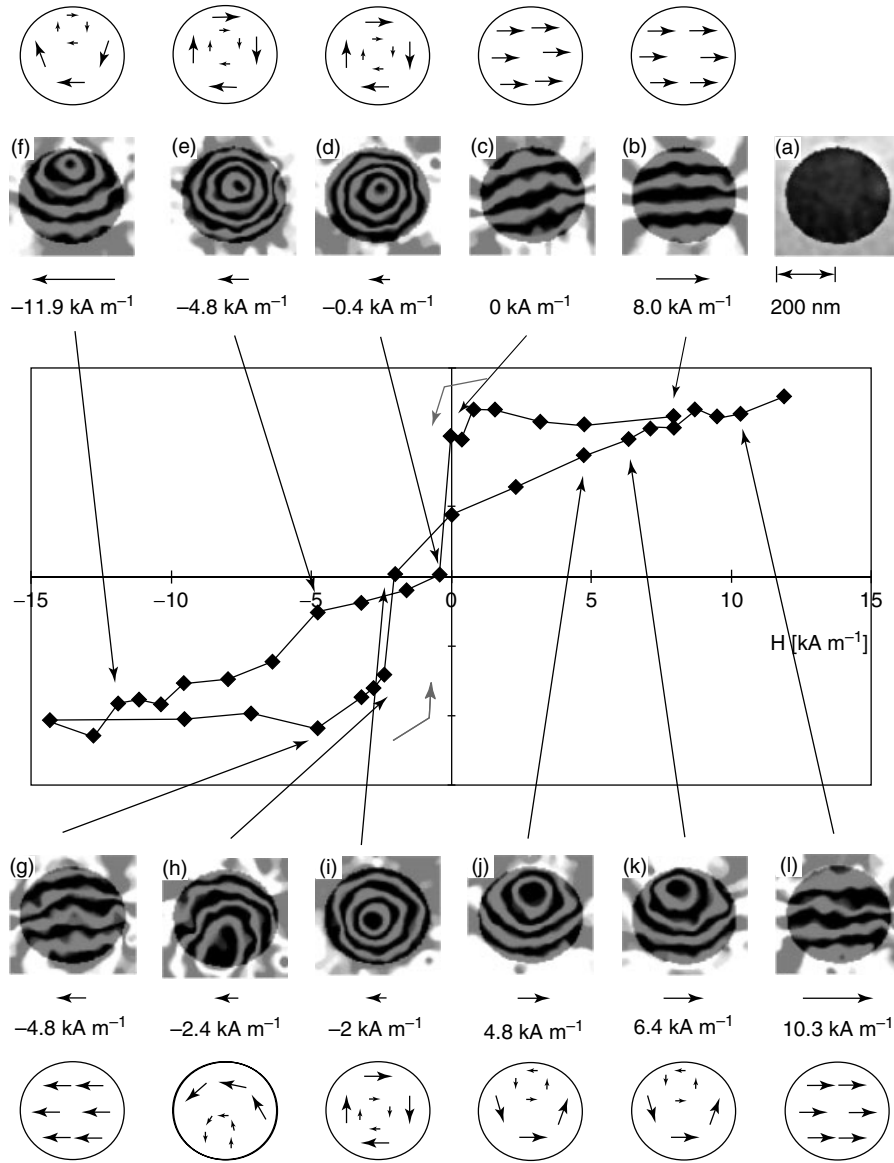 (f) (e) (d) (c) (b) (a)
−11.9 kA m⁻¹ −4.8 kA m⁻¹ −0.4 kA m⁻¹ 0 kA m⁻¹ 8.0 kA m⁻¹ 200 nm
−15 −10 −5 0 5 10 15
H [kA m⁻¹]
(g) (h) (i) (j) (k) (l)
−4.8 kA m⁻¹ −2.4 kA m⁻¹ −2 kA m⁻¹ 4.8 kA m⁻¹ 6.4 kA m⁻¹ 10.3 kA m⁻¹